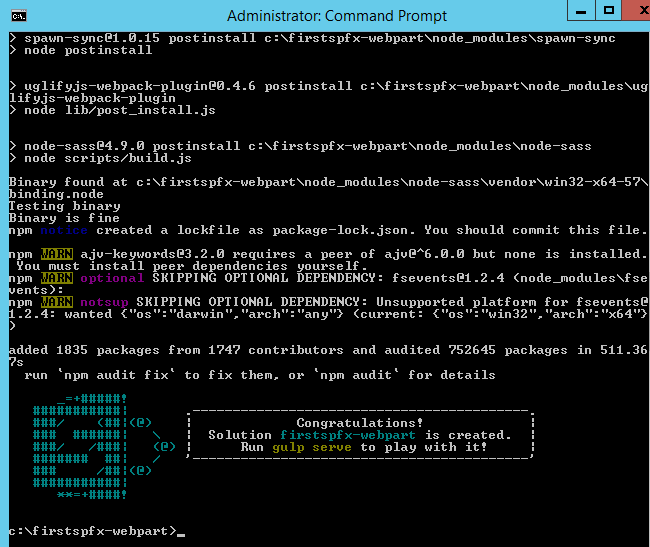 Administrator: Command Prompt
> spawn-sync@1.0.15 postinstall c:\firstspfx-webpart\node_modules\spawn-sync
> node postinstall
> uglifyjs-webpack-plugin@0.4.6 postinstall c:\firstspfx-webpart\node_modules\ug
lifyjs-webpack-plugin
> node lib/post_install.js
> node-sass@4.9.0 postinstall c:\firstspfx-webpart\node_modules\node-sass
> node scripts/build.js
Binary found at c:\firstspfx-webpart\node_modules\node-sass\vendor\win32-x64-57\
binding.node
Testing binary
Binary is fine
npm notice created a lockfile as package-lock.json. You should commit this file.
npm WARN ajv-keywords@3.2.0 requires a peer of ajv@^6.0.0 but none is installed.
 You must install peer dependencies yourself.
npm WARN optional SKIPPING OPTIONAL DEPENDENCY: fsevents@1.2.4 (node_modules\fse
vents):
npm WARN notsup SKIPPING OPTIONAL DEPENDENCY: Unsupported platform for fsevents@
1.2.4: wanted {"os":"darwin","arch":"any"} (current: {"os":"win32","arch":"x64"}
)
added 1835 packages from 1747 contributors and audited 752645 packages in 511.36
7s
  run `npm audit fix` to fix them, or `npm audit` for details
      _=+#####!
   ###########|       .-----------------------------------------.
   ###/    (##|(@)    |             Congratulations!            |
   ###  ######|   \   |  Solution firstspfx-webpart is created.  |
   ###/   /###|   (@) |      Run gulp serve to play with it!     |
   #######  ##|   /   '-----------------------------------------'
   ###     /##|(@)
   ###########|
      **=+####!
c:\firstspfx-webpart>_